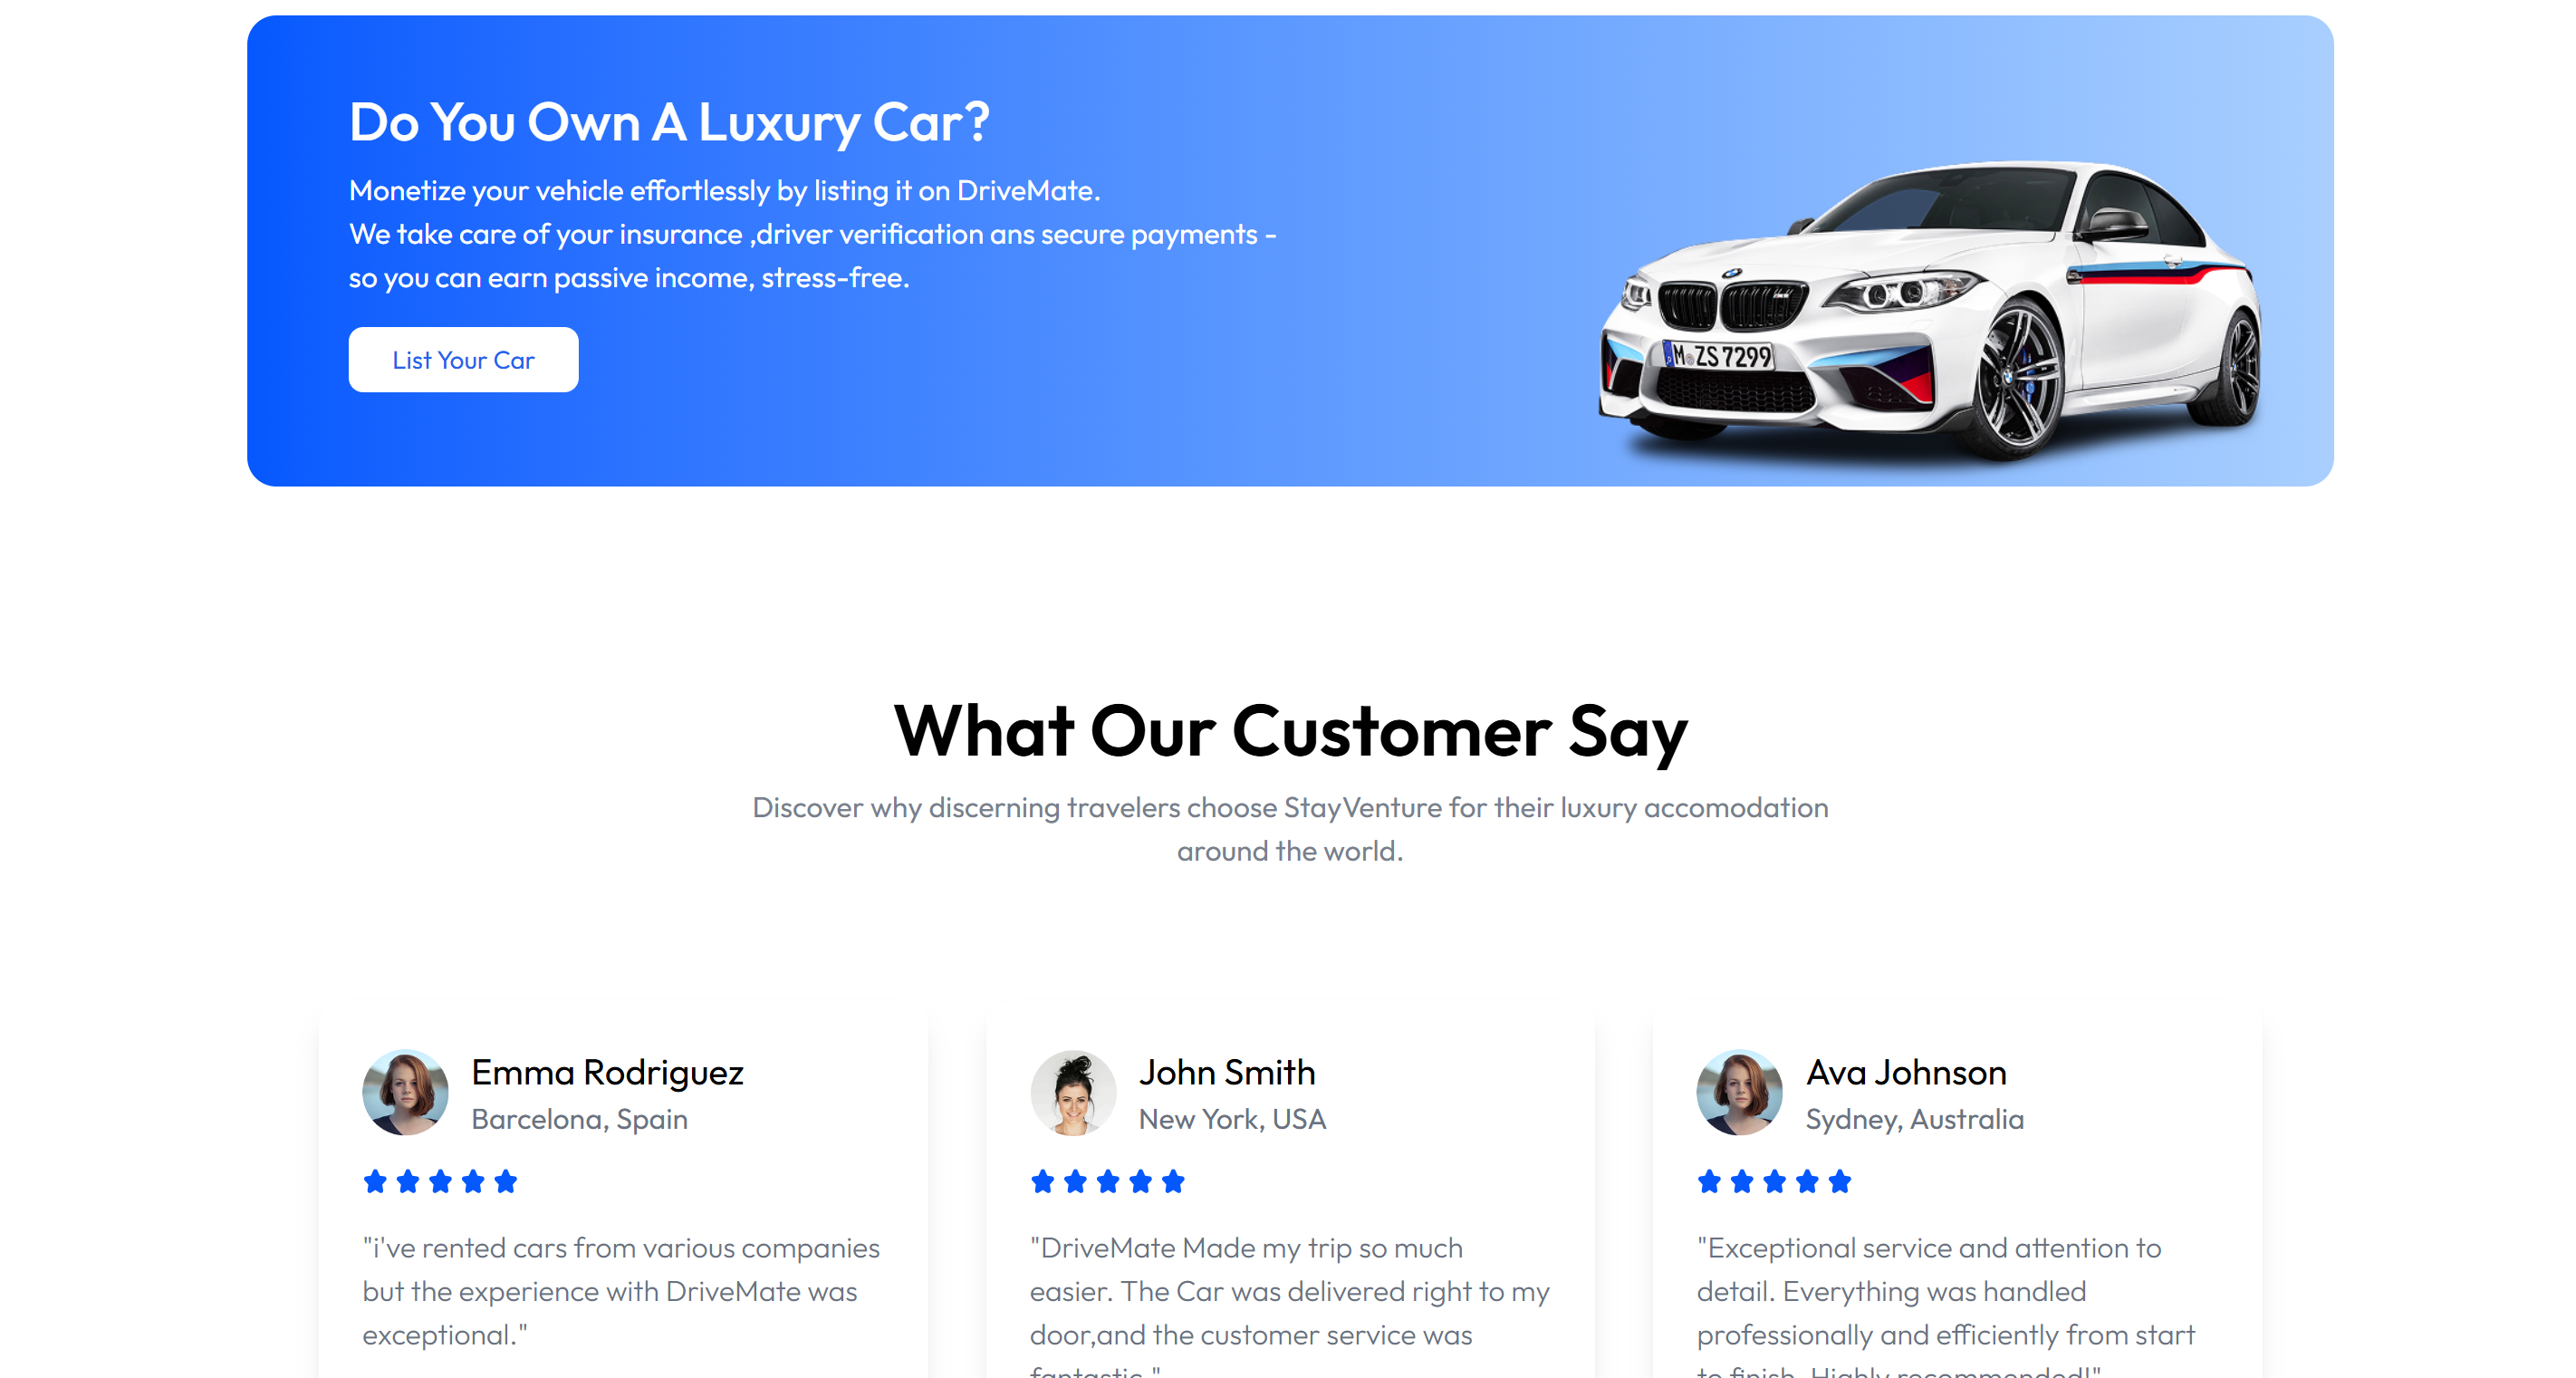 Do You Own A Luxury Car?
Monetize your vehicle effortlessly by listing it on DriveMate.
We take care of your insurance ,driver verification ans secure payments -
so you can earn passive income, stress-free.
List Your Car
M ZS 7299
What Our Customer Say
Discover why discerning travelers choose StayVenture for their luxury accomodation
around the world.
Emma Rodriguez
Barcelona, Spain
"i've rented cars from various companies
but the experience with DriveMate was
exceptional."
John Smith
New York, USA
"DriveMate Made my trip so much
easier. The Car was delivered right to my
door,and the customer service was
fantastic "
Ava Johnson
Sydney, Australia
"Exceptional service and attention to
detail. Everything was handled
professionally and efficiently from start
to finish. Highly recommended!"